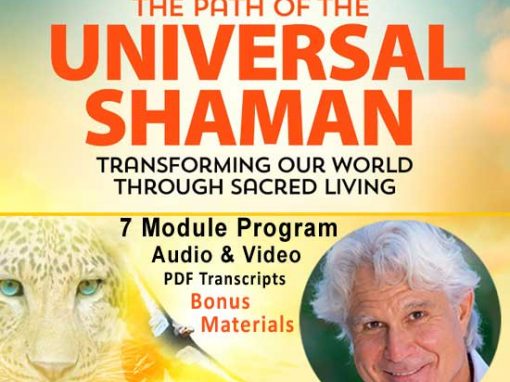 THE PATH OF THE
UNIVERSAL
SHAMAN
TRANSFORMING OUR WORLD
THROUGH SACRED LIVING
7 Module Program
Audio & Video
PDF Transcripts
Bonus
Materials